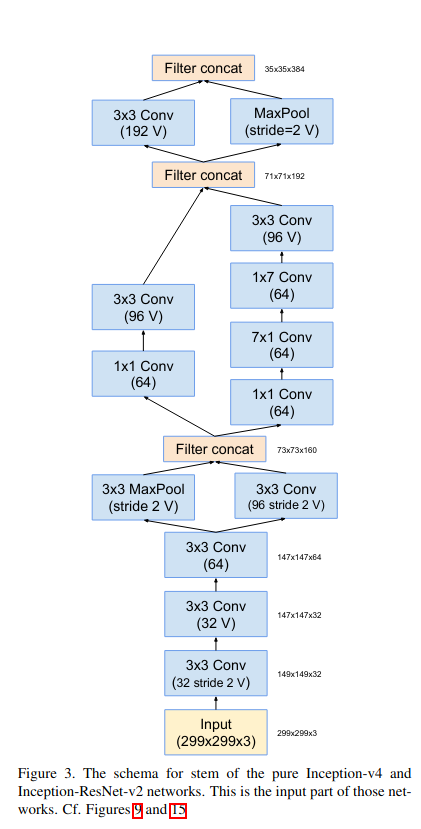 Filter concat
35x35x384
3x3 Conv
(192 V)
MaxPool
(stride=2 V)
Filter concat
71x71x192
3x3 Conv
(96 V)
1x7 Conv
(64)
3x3 Conv
(96 V)
7x1 Conv
(64)
1x1 Conv
(64)
1x1 Conv
(64)
Filter concat
73x73x160
3x3 MaxPool
(stride 2 V)
3x3 Conv
(96 stride 2 V)
3x3 Conv
(64)
147x147x64
3x3 Conv
(32 V)
147x147x32
3x3 Conv
(32 stride 2 V)
149x149x32
Input
(299x299x3)
299x299x3
Figure 3. The schema for stem of the pure Inception-v4 and
Inception-ResNet-v2 networks. This is the input part of those net-
works. Cf. Figures 9 and 15